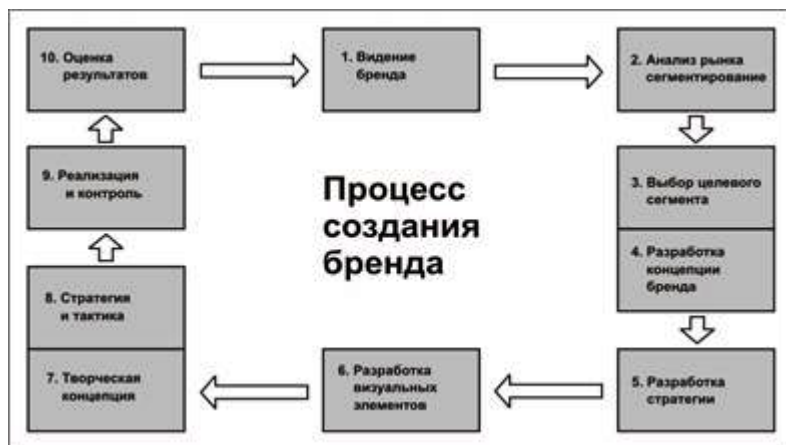 10. Оценка
результатов
1. Видение
бренда
2. Анализ рынка
сегментирование
9. Реализация
и контроль
Процесс
создания
бренда
3. Выбор целевого
сегмента
4. Разработка
концепции
бренда
8. Стратегия
и тактика
7. Творческая
концепция
6. Разработка
визуальных
элементов
5. Разработка
стратегии